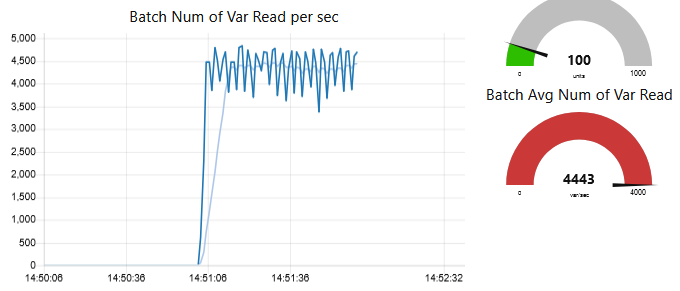 Batch Num of Var Read per sec
5,000
4,500
4,000
3,500
3,000
2,500
2,000
1,500
1,000
500
0
14:50:06 14:50:36 14:51:06 14:51:36 14:52:32
100
0 units 1000
Batch Avg Num of Var Read
4443
0 var/sec 4000